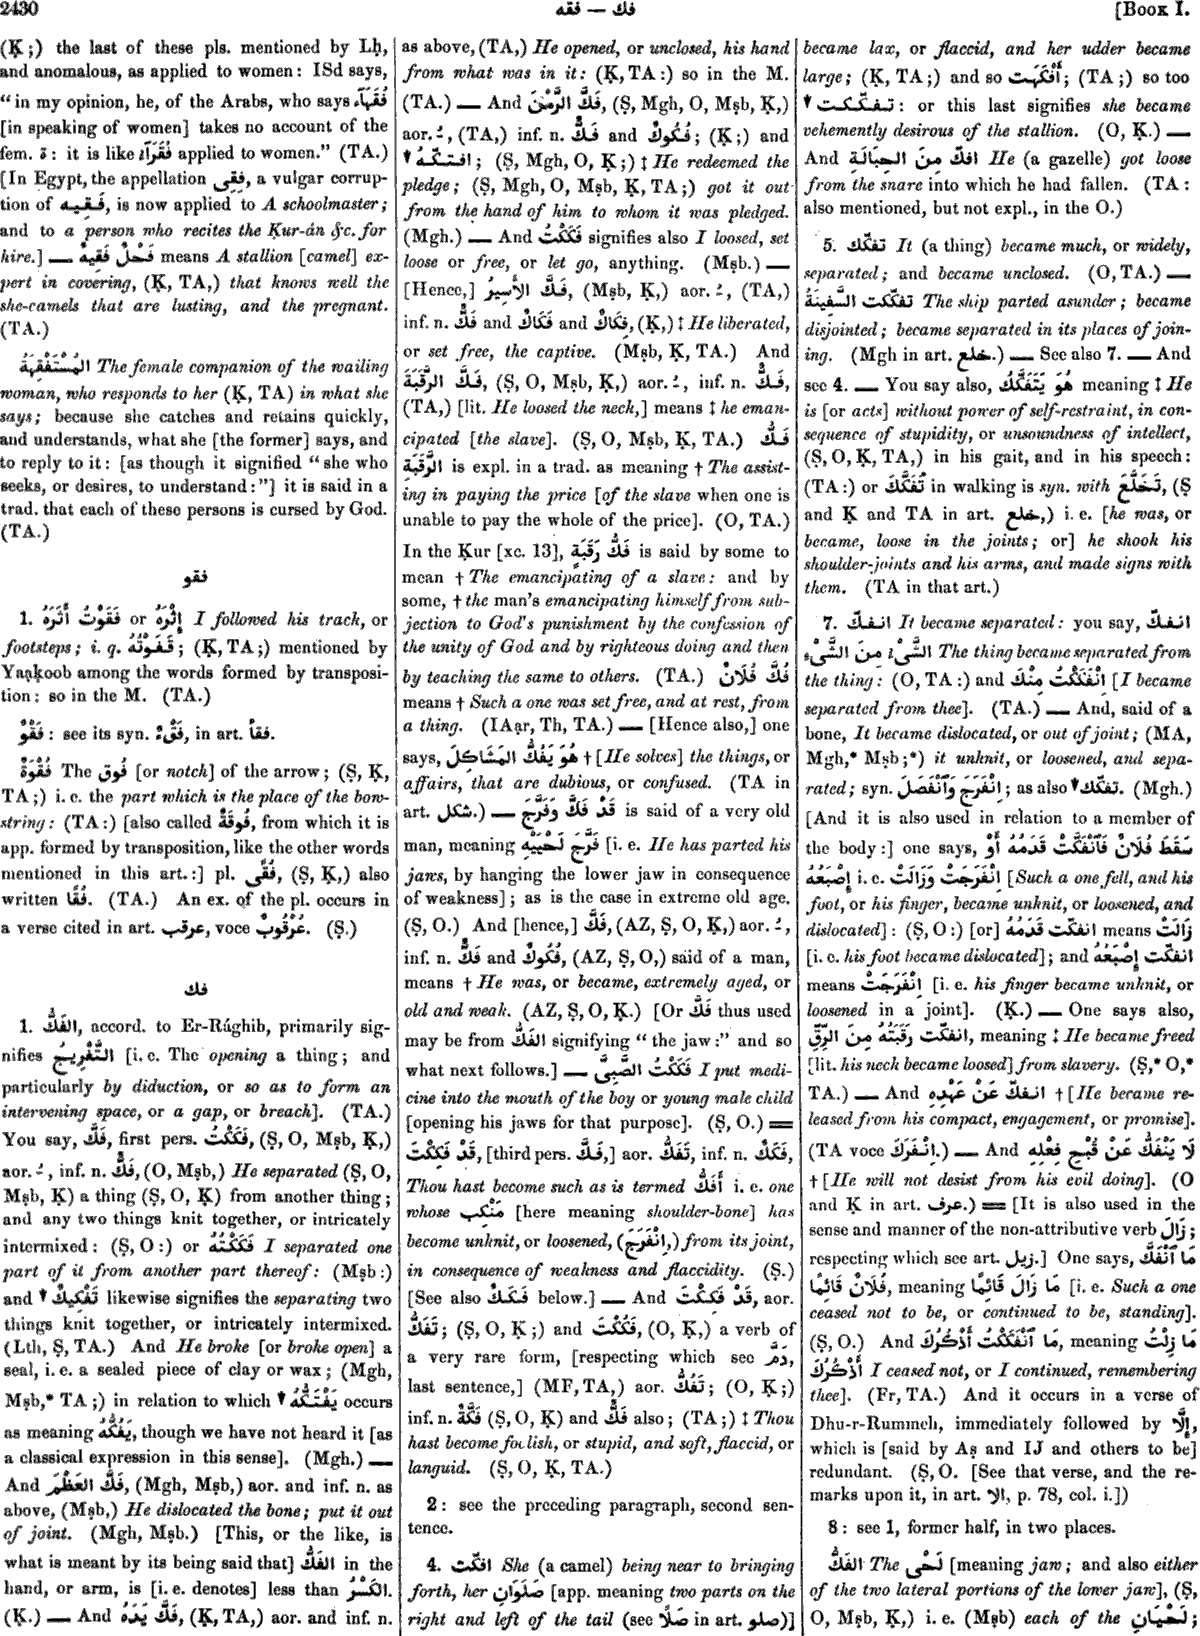 2430
فك — فقه
[BOOK I.
(Ḳ;) the last of these pls. mentioned by Lḥ,
and anomalous, as applied to women: ISd says,
“in my opinion, he, of the Arabs, who says فُقَهَآءُ
[in speaking of women] takes no account of the
fem. ة: it is like فُقَرَآءُ applied to women.” (TA.)
[In Egypt, the appellation فِقِى, a vulgar corrup-
tion of فَقِيه, is now applied to A schoolmaster;
and to a person who recites the Ḳur-án &c. for
hire.] — فَحْلٌ فَقِيهٌ means A stallion [camel] ex-
pert in covering, (Ḳ, TA,) that knows well the
she-camels that are lusting, and the pregnant.
(TA.)
المُسْتَفْقِهَةُ The female companion of the wailing
woman, who responds to her (Ḳ, TA) in what she
says; because she catches and retains quickly,
and understands, what she [the former] says, and
to reply to it: [as though it signified “she who
seeks, or desires, to understand:”] it is said in a
trad. that each of these persons is cursed by God.
(TA.)
فقو
1. فَقَوْتُ أَثَرَهُ or إِثْرَهُ I followed his track, or
footsteps; i. q. قَفَوْتُهُ; (Ḳ, TA;) mentioned by
Yaạḳoob among the words formed by transposi-
tion: so in the M. (TA.)
فَقْوٌ: see its syn. فَقْءٌ, in art. فقأ.
فُقْوَةٌ The فُوق [or notch] of the arrow; (Ṣ, Ḳ,
TA;) i. e. the part which is the place of the bow-
string: (TA:) [also called فُوقَةٌ, from which it is
app. formed by transposition, like the other words
mentioned in this art.:] pl. فُقًى, (Ṣ, Ḳ,) also
written فُقًا. (TA.) An ex. of the pl. occurs in
a verse cited in art. عرقب, voce عُرْقُوبٌ. (Ṣ.)
فك
1. الفَكُّ, accord. to Er-Rághib, primarily sig-
nifies التَّفْرِيجُ [i. e. The opening a thing; and
particularly by diduction, or so as to form an
intervening space, or a gap, or breach]. (TA.)
You say, فَكَّ, first pers. فَكَكْتُ, (Ṣ, O, Mṣb, Ḳ,)
aor. ـُ, inf. n. فَكٌّ, (O, Mṣb,) He separated (Ṣ, O,
Mṣb, Ḳ) a thing (Ṣ, O, Ḳ) from another thing;
and any two things knit together, or intricately
intermixed: (Ṣ, O:) or فَكَكْتُهُ I separated one
part of it from another part thereof: (Mṣb:)
and ▾ تَفْكِيكٌ likewise signifies the separating two
things knit together, or intricately intermixed.
(Lth, Ṣ, TA.) And He broke [or broke open] a
seal, i. e. a sealed piece of clay or wax; (Mgh,
Mṣb,* TA;) in relation to which ▾ يَفْتَكُّهُ occurs
as meaning يَفُكُّهُ, though we have not heard it [as
a classical expression in this sense]. (Mgh.) —
And فَكَّ العَظْمَ, (Mgh, Mṣb,) aor. and inf. n. as
above, (Mṣb,) He dislocated the bone; put it out
of joint. (Mgh, Mṣb.) [This, or the like, is
what is meant by its being said that] الفَكُّ in the
hand, or arm, is [i. e. denotes] less than الكَسْرُ.
(Ḳ.) — And فَكَّ يَدَهُ, (Ḳ, TA,) aor. and inf. n.
as above, (TA,) He opened, or unclosed, his hand
from what was in it: (Ḳ, TA:) so in the M.
(TA.) — And فَكَّ الرَّهْنَ, (Ṣ, Mgh, O, Mṣb, Ḳ,)
aor. ـُ, (TA,) inf. n. فَكٌّ and فُكُوكٌ; (Ḳ;) and
▾ افتكّهُ; (Ṣ, Mgh, O, Ḳ;) ‡ He redeemed the
pledge; (Ṣ, Mgh, O, Mṣb, Ḳ, TA;) got it out
from the hand of him to whom it was pledged.
(Mgh.) — And فَكَكْتُ signifies also I loosed, set
loose or free, or let go, anything. (Mṣb.) —
[Hence,] فَكَّ الأَسِيرَ, (Mṣb, Ḳ,) aor. ـُ, (TA,)
inf. n. فَكٌّ and فَكَاكٌ and فِكَاكٌ, (Ḳ,) ‡ He liberated,
or set free, the captive. (Mṣb, Ḳ, TA.) And
فَكَّ الرَّقَبَةَ, (Ṣ, O, Mṣb, Ḳ,) aor. ـُ, inf. n. فَكٌّ,
(TA,) [lit. He loosed the neck,] means ‡ he eman-
cipated [the slave]. (Ṣ, O, Mṣb, Ḳ, TA.) فَكُّ
الرَّقَبَةِ is expl. in a trad. as meaning † The assist-
ing in paying the price [of the slave when one is
unable to pay the whole of the price]. (O, TA.)
In the Ḳur [xc. 13], فَكُّ رَقَبَةٍ is said by some to
mean † The emancipating of a slave: and by
some, † the man's emancipating himself from sub-
jection to God's punishment by the confession of
the unity of God and by righteous doing and then
by teaching the same to others. (TA.) فُكَّ فُلَانٌ
means † Such a one was set free, and at rest, from
a thing. (IAạr, Th, TA.) — [Hence also,] one
says, هُوَ يَفُكُّ المَشَاكِلَ † [He solves] the things, or
affairs, that are dubious, or confused. (TA in
art. شكل.) — قَدْ فَكَّ وَفَرَّجَ is said of a very old
man, meaning فَرَّجَ لَحْيَيْهِ [i. e. He has parted his
jaws, by hanging the lower jaw in consequence
of weakness]; as is the case in extreme old age.
(Ṣ, O.) And [hence,] فَكَّ, (AZ, Ṣ, O, Ḳ,) aor. ـُ,
inf. n. فَكٌّ and فُكُوكٌ, (AZ, Ṣ, O,) said of a man,
means † He was, or became, extremely aged, or
old and weak. (AZ, Ṣ, O, Ḳ.) [Or فَكَّ thus used
may be from الفَكُّ signifying “the jaw:” and so
what next follows.] — فَكَكْتُ الصَّبِىَّ I put medi-
cine into the mouth of the boy or young male child
[opening his jaws for that purpose]. (Ṣ, O.) ==
قَدْ فَكِكْتَ, [third pers. فَكَّ,] aor. تَفَكُّ, inf. n. فَكَكٌ,
Thou hast become such as is termed أَفَكُّ i. e. one
whose مَنْكِب [here meaning shoulder-bone] has
become unknit, or loosened, (اِنْفَرَجَ,) from its joint,
in consequence of weakness and flaccidity. (Ṣ.)
[See also فَكَكٌ below.] — And قَدْ فَكِكْتَ, aor.
تَفَكُّ; (Ṣ, O, Ḳ;) and فَكُكْتَ, (O, Ḳ,) a verb of
a very rare form, [respecting which see دَمَّ,
last sentence,] (MF, TA,) aor. تَفُكُّ; (O, Ḳ;)
inf. n. فَكَّةٌ (Ṣ, O, Ḳ) and فَكٌّ also; (TA;) ‡ Thou
hast become foolish, or stupid, and soft, flaccid, or
languid. (Ṣ, O, Ḳ, TA.)
2: see the preceding paragraph, second sen-
tence.
4. افكّت She (a camel) being near to bringing
forth, her صَلَوَانِ [app. meaning two parts on the
right and left of the tail (see صَلًا in art. صلو)]
became lax, or flaccid, and her udder became
large; (Ḳ, TA;) and so أَفْكَهَت; (TA;) so too
▾ تفكّكت: or this last signifies she became
vehemently desirous of the stallion. (O, Ḳ.) —
And افكّ مِنَ الحِبَالَةِ He (a gazelle) got loose
from the snare into which he had fallen. (TA:
also mentioned, but not expl., in the O.)
5. تفكّك It (a thing) became much, or widely,
separated; and became unclosed. (O, TA.) —
تفكّكت السَّفِينَةُ The ship parted asunder; became
disjointed; became separated in its places of join-
ing. (Mgh in art. خلع.) — See also 7. — And
see 4. — You say also, هُوَ يَتَفَكَّكُ meaning ‡ He
is [or acts] without power of self-restraint, in con-
sequence of stupidity, or unsoundness of intellect,
(Ṣ, O, Ḳ, TA,) in his gait, and in his speech:
(TA:) or تَفَكَّكَ in walking is syn. with تَخَلَّعَ, (Ṣ
and Ḳ and TA in art. خلع,) i. e. [he was, or
became, loose in the joints; or] he shook his
shoulder-joints and his arms, and made signs with
them. (TA in that art.)
7. انفكّ It became separated: you say, انفكّ
الشَّىْءُ مِنَ الشَّىْءِ The thing became separated from
the thing: (O, TA:) and اِنْفَكَكْتُ مِنْكَ [I became
separated from thee]. (TA.) — And, said of a
bone, It became dislocated, or out of joint; (MA,
Mgh,* Mṣb;*) it unknit, or loosened, and sepa-
rated; syn. اِنْفَرَجَ وَٱنْفَصَلَ; as also ▾ تفكّك. (Mgh.)
[And it is also used in relation to a member of
the body:] one says, سَقَطَ فُلَانٌ فَٱنْفَكَّتْ قَدَمُهُ أَوْ
إِصْبَعُهُ i. e. اِنْفَرَجَتْ وَزَالَتْ [Such a one fell, and his
foot, or his finger, became unknit, or loosened, and
dislocated]: (Ṣ, O:) [or] انفكّت قَدَمُهُ means زَالَتْ
[i. e. his foot became dislocated]; and انفكّت إِصْبَعُهُ
means اِنْفَرَجَتْ [i. e. his finger became unknit, or
loosened in a joint]. (Ḳ.) — One says also,
انفكّت رَقَبَتُهُ مِنَ الرِّقِّ, meaning ‡ He became freed
[lit. his neck became loosed] from slavery. (Ṣ,* O,*
TA.) — And انفكّ عَنْ عَهْدِهِ † [He became re-
leased from his compact, engagement, or promise].
(TA voce اِنْفَرَكَ.) — And لَا يَنْفَكُّ عَنْ قُبْحِ فِعْلِهِ
† [He will not desist from his evil doing]. (O
and Ḳ in art. عرف.) == [It is also used in the
sense and manner of the non-attributive verb زَالَ;
respecting which see art. زيل.] One says, مَا ٱنْفَكَّ
فُلَانٌ قَائِمًا, meaning مَا زَالَ قَائِمًا [i. e. Such a one
ceased not to be, or continued to be, standing].
(Ṣ, O.) And مَا ٱنْفَكَكْتُ أَذْكُرُكَ, meaning مَا زِلْتُ
أَذْكُرُكَ I ceased not, or I continued, remembering
thee]. (Fr, TA.) And it occurs in a verse of
Dhu-r-Rummeh, immediately followed by إِلَّا,
which is [said by Aṣ and IJ and others to be]
redundant. (Ṣ, O. [See that verse, and the re-
marks upon it, in art. الا, p. 78, col. i.])
8: see 1, former half, in two places.
الفَكُّ The لَحْى [meaning jaw; and also either
of the two lateral portions of the lower jaw], (Ṣ,
O, Mṣb, Ḳ,) i. e. (Mṣb) each of the لَحْيَانِ;